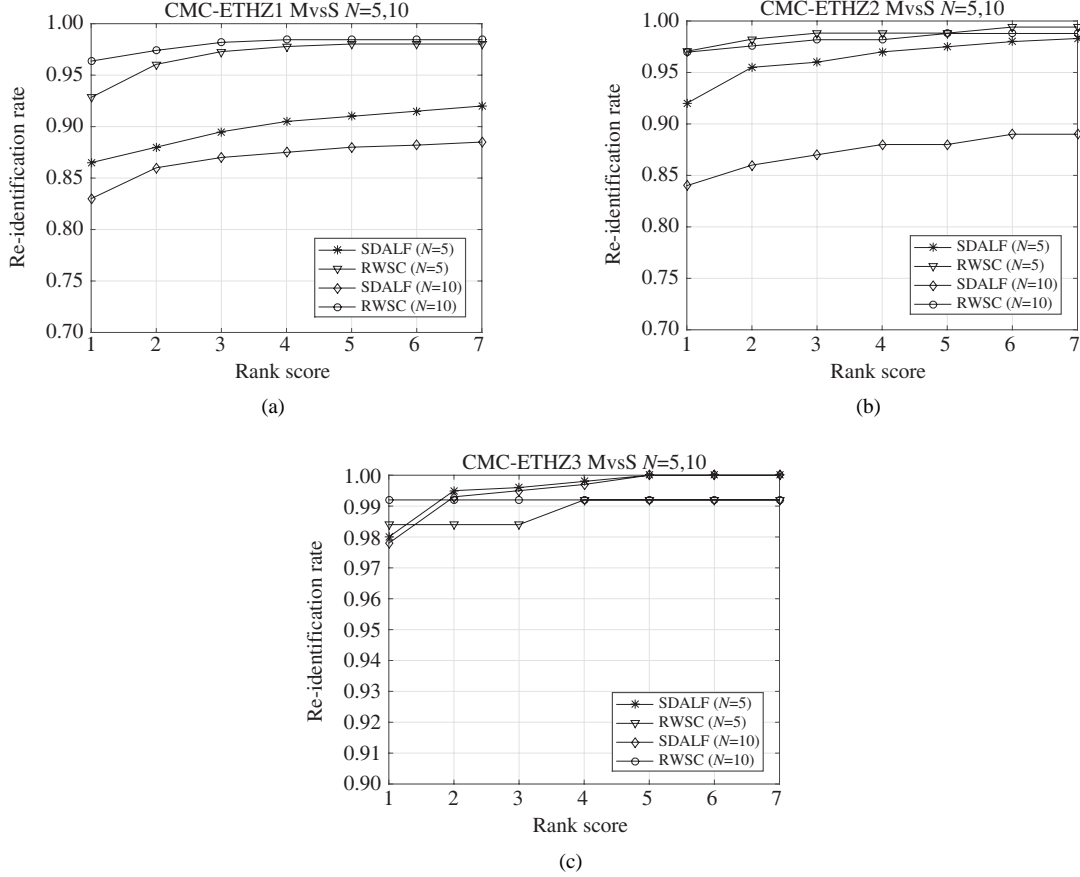 CMC-ETHZ1 MvsS N=5,10
1.00
0.95
0.90
0.85
0.80
0.75
0.70
Re-identification rate
SDALF (N=5)
RWSC (N=5)
SDALF (N=10)
RWSC (N=10)
1 2 3 4 5 6 7
Rank score
(a)
CMC-ETHZ2 MvsS N=5,10
1.00
0.95
0.90
0.85
0.80
0.75
0.70
Re-identification rate
SDALF (N=5)
RWSC (N=5)
SDALF (N=10)
RWSC (N=10)
1 2 3 4 5 6 7
Rank score
(b)
CMC-ETHZ3 MvsS N=5,10
1.00
0.99
0.98
0.97
0.96
0.95
0.94
0.93
0.92
0.91
0.90
Re-identification rate
SDALF (N=5)
RWSC (N=5)
SDALF (N=10)
RWSC (N=10)
1 2 3 4 5 6 7
Rank score
(c)